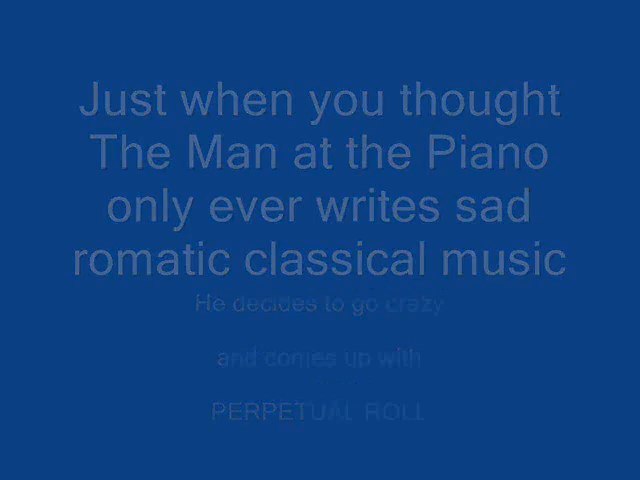 Just when you thought
The Man at the Piano
only ever writes sad
romatic classical music
He decides to go crazy
and comes up with
PERPETUAL ROLL